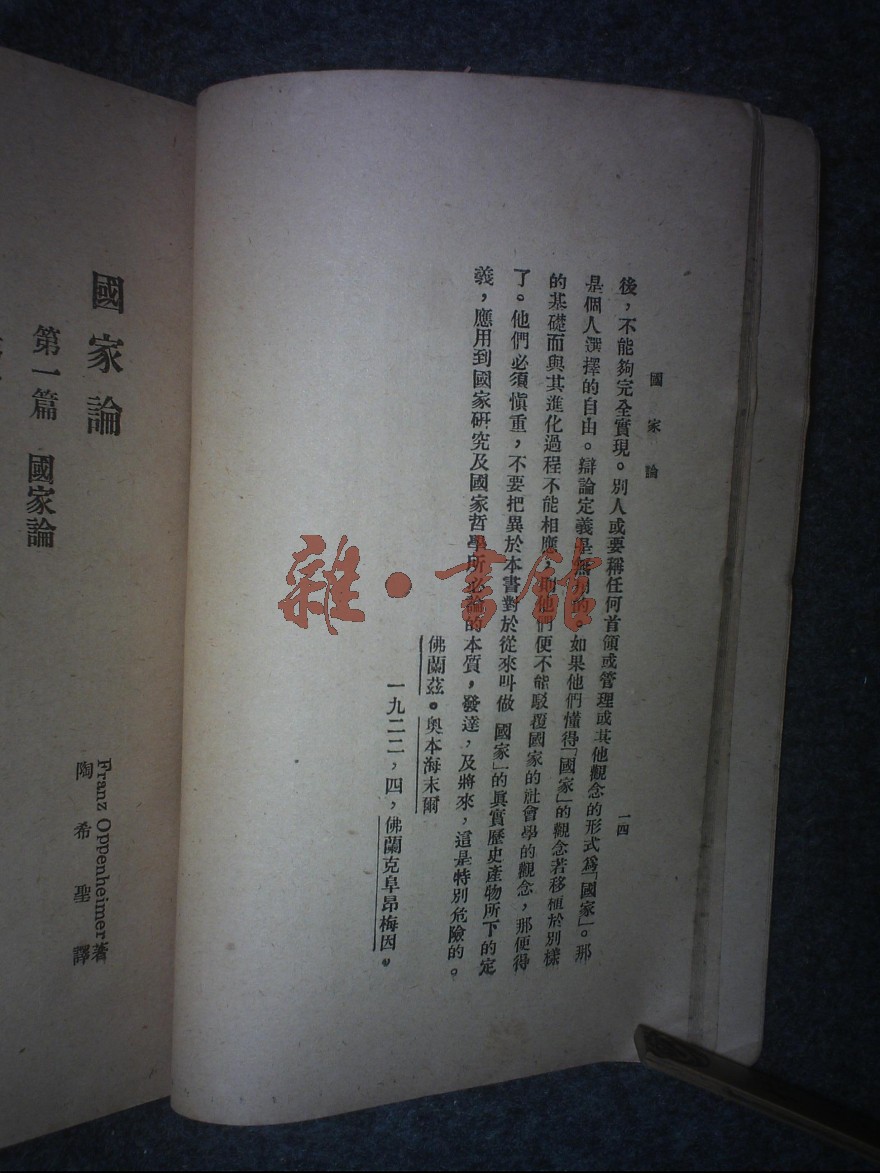 國家論
一四
後，不能夠完全實現。別人或要稱任何首領或管理或其他觀念的形式爲「國家」。那
是個人選擇的自由。辯論定義是無用的。如果他們懂得「國家」的觀念若移植於別樣
的基礎而與其進化過程不能相應，則他們便不能駁覆國家的社會學的觀念，那便得
了。他們必須慎重，不要把異於本書對於從來叫做 國家」的眞實歷史產物所下的定
義，應用到國家研究及國家哲學所必論的本質，發達，及將來，這是特別危險的。
佛蘭茲。奧本海末爾
一九二二，四，佛蘭克阜昂梅因。
國家論
Franz Oppenheimer著
陶希聖譯
第一篇 國家論
雜·書館